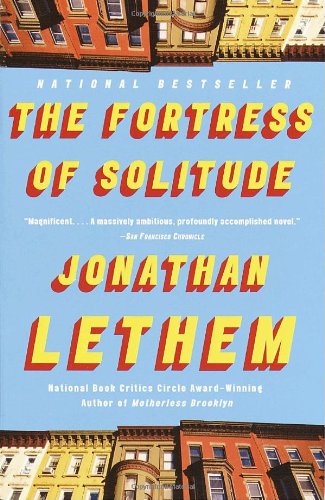 NATIONAL BESTSELLER
THE FORTRESS
OF SOLITUDE
"Magnificent. . . . A massively ambitious, profoundly accomplished novel."
—San Francisco Chronicle
JONATHAN
LETHEM
National Book Critics Circle Award–Winning
Author of Motherless Brooklyn